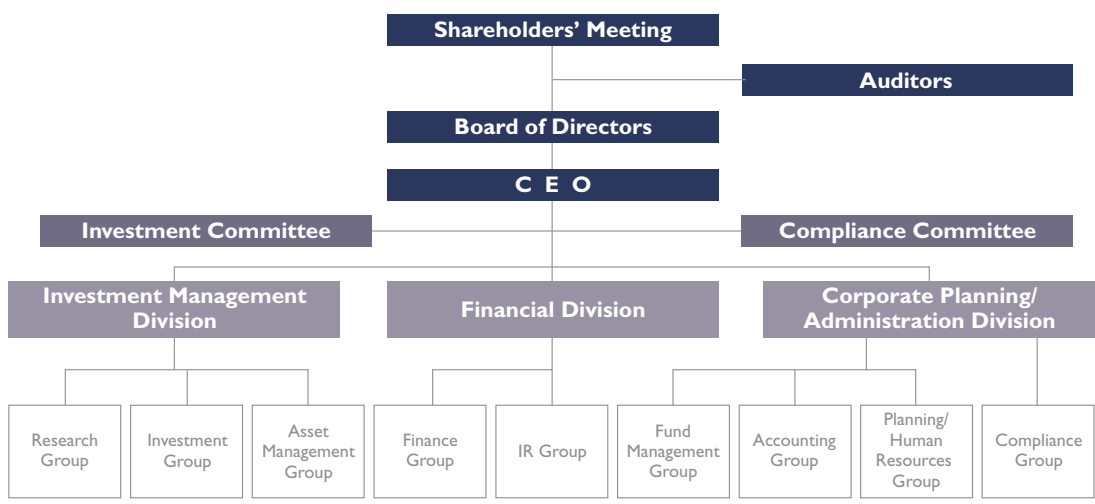 Shareholders’ Meeting
Auditors
Board of Directors
C E O
Investment Committee
Compliance Committee
Investment Management
Division
Financial Division
Corporate Planning/
Administration Division
Research
Group
Investment
Group
Asset
Management
Group
Finance
Group
IR Group
Fund
Management
Group
Accounting
Group
Planning/
Human
Resources
Group
Compliance
Group